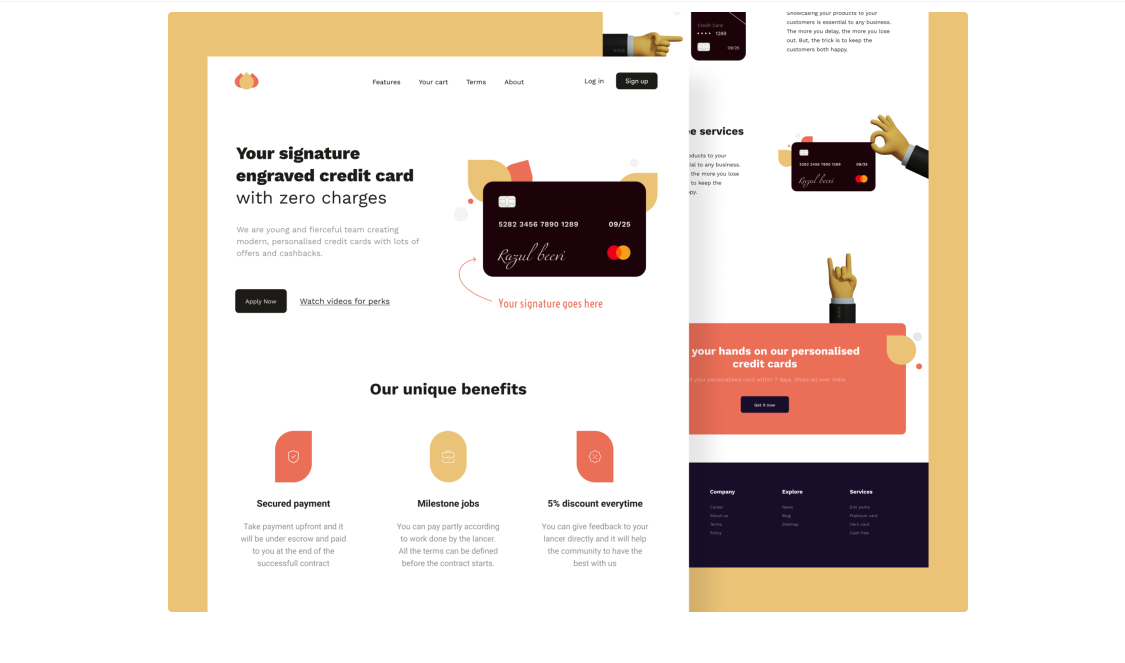 Features Your cart Terms About Log in Sign up
Your signature
engraved credit card
with zero charges
We are young and fierceful team creating
modern, personalised credit cards with lots of
offers and cashbacks.
Apply Now Watch videos for perks
5282 3456 7890 1289 09/25
Razul beevi
Your signature goes here
Our unique benefits
Secured payment
Take payment upfront and it
will be under escrow and paid
to you at the end of the
successfull contract
Milestone jobs
You can pay partly according
to work done by the lancer.
All the terms can be defined
before the contract starts.
5% discount everytime
You can give feedback to your
lancer directly and it will help
the community to have the
best with us
Credit Card
•••• 1289
09/25
Showcasing your products to your
customers is essential to any business.
The more you delay, the more you lose
out. But, the trick is to keep the
customers both happy.
services
products to your
to any business.
the more you lose
to keep the
5282 3456 7890 1289 09/25
Razul beevi
your hands on our personalised
credit cards
your personalised card within 7 days. Ships all over India.
Get it now
Company
Career
About us
Terms
Policy
Explore
News
Blog
Sitemap
Services
EMI perks
Platinum card
Hero card
Cash free